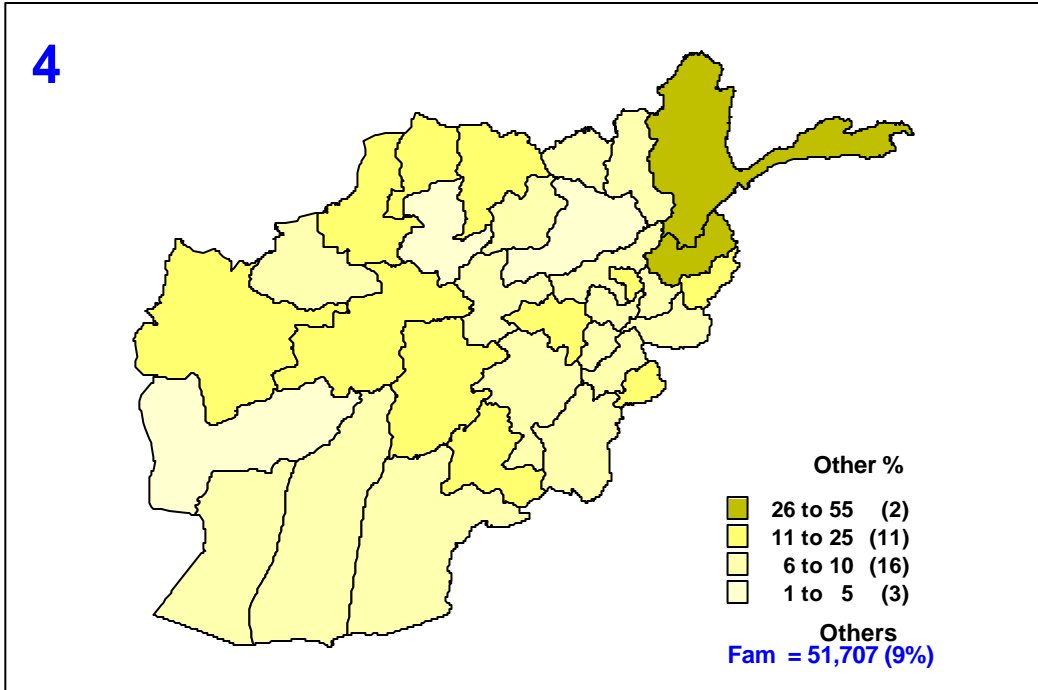 4
Other %
26 to 55 (2)
11 to 25 (11)
6 to 10 (16)
1 to 5 (3)
Others
Fam = 51,707 (9%)